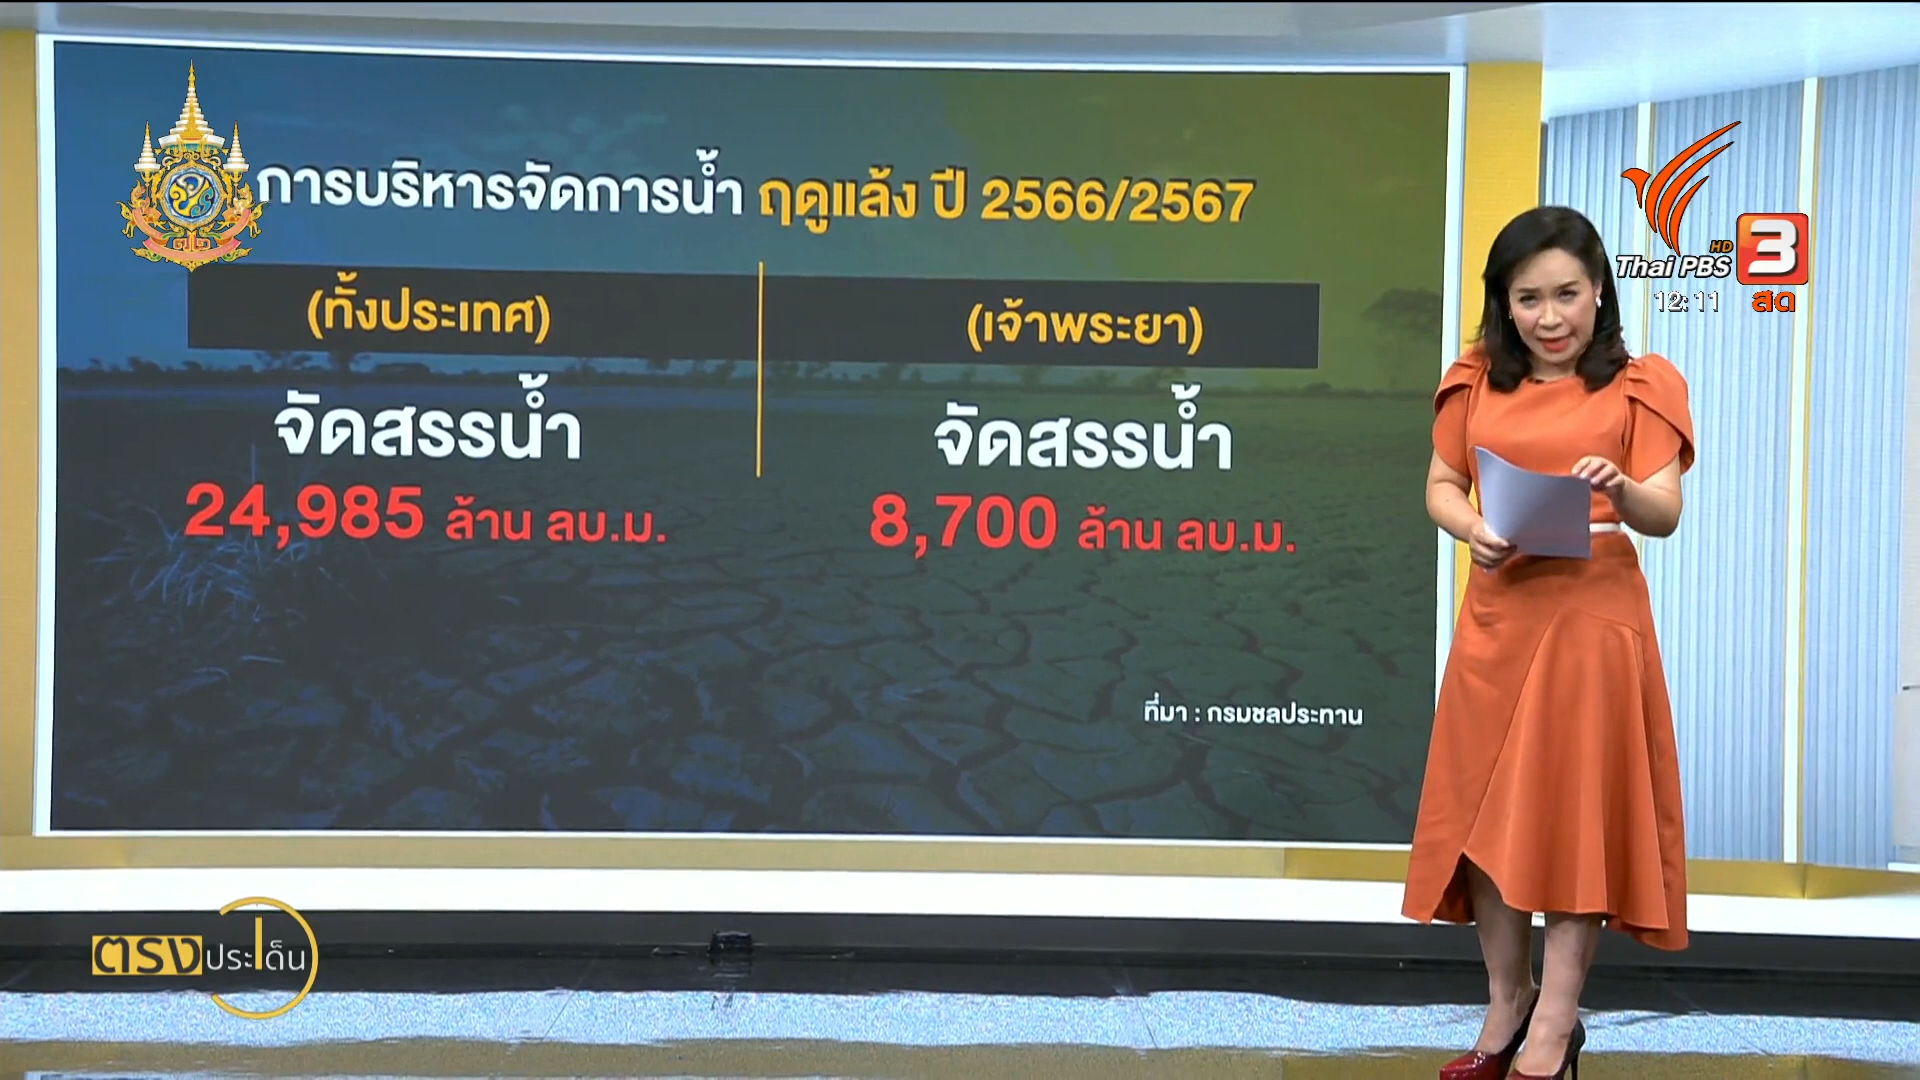 การบริหารจัดการน้ำ ฤดูแล้ง ปี 2566/2567
(ทั้งประเทศ)
(เจ้าพระยา)
จัดสรรน้ำ
24,985 ล้าน ลบ.ม.
จัดสรรน้ำ
8,700 ล้าน ลบ.ม.
ที่มา : กรมชลประทาน
HD
Thai PBS 3
12:11 สด
ตรงประเด็น
๗๒